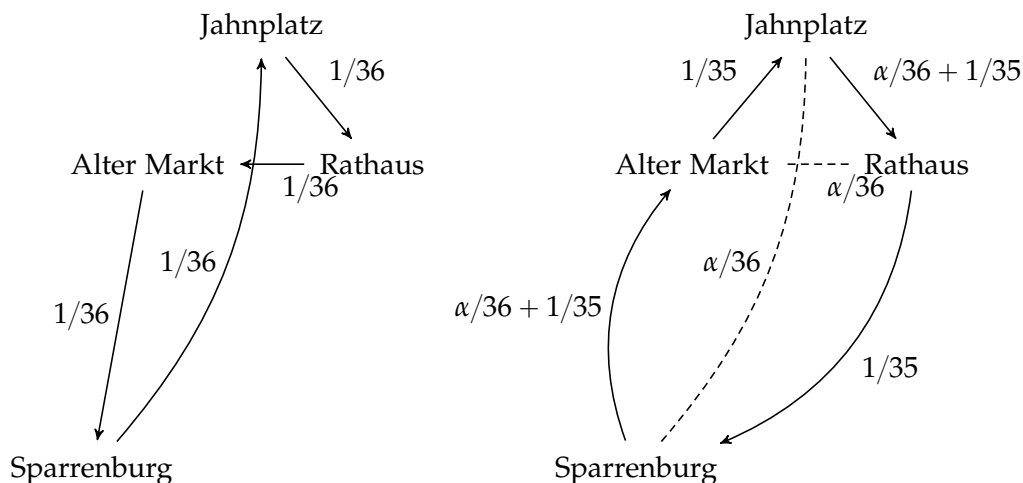 Jahnplatz
1/36
Alter Markt
Rathaus
1/36
1/36
1/36
Sparrenburg
Jahnplatz
1/35
α/36 + 1/35
Alter Markt
Rathaus
α/36
α/36
α/36 + 1/35
1/35
Sparrenburg